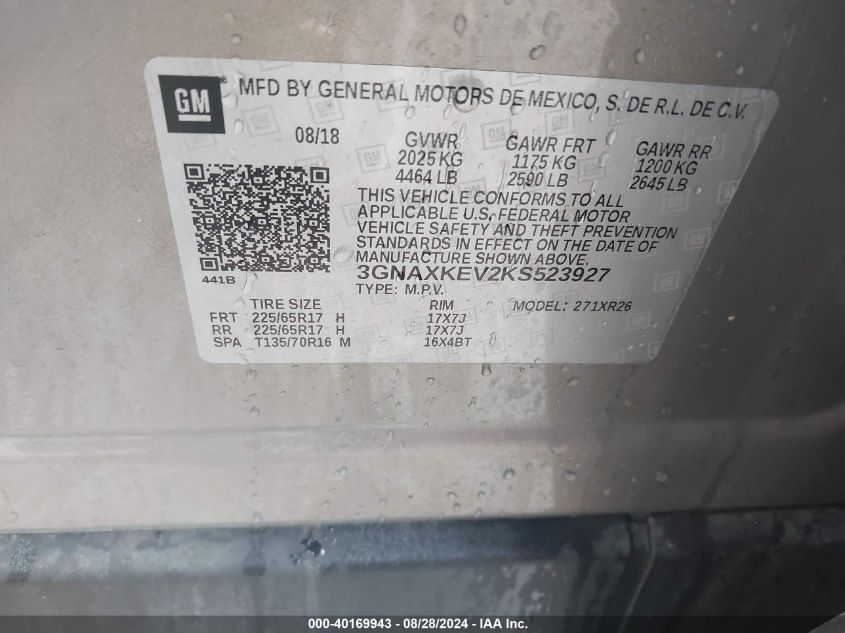 GM MFD BY GENERAL MOTORS DE MEXICO, S. DE R.L. DE C.V.
08/18 GVWR GAWR FRT GAWR RR
2025 KG 1175 KG 1200 KG
4464 LB 2590 LB 2645 LB
THIS VEHICLE CONFORMS TO ALL
APPLICABLE U.S. FEDERAL MOTOR
VEHICLE SAFETY AND THEFT PREVENTION
STANDARDS IN EFFECT ON THE DATE OF
MANUFACTURE SHOWN ABOVE.
3GNAXKEV2KS523927
441B TYPE: M.P.V.
TIRE SIZE RIM MODEL: 271XR26
FRT 225/65R17 H 17X7J
RR 225/65R17 H 17X7J
SPA T135/70R16 M 16X4BT
000-40169943 - 08/28/2024 - IAA Inc.